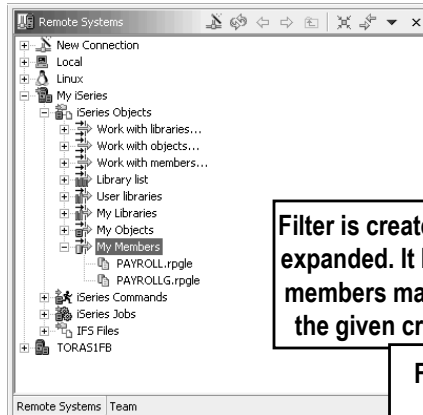 Remote Systems
New Connection
Local
Linux
My iSeries
iSeries Objects
Work with libraries...
Work with objects...
Work with members...
Library list
User libraries
My Libraries
My Objects
My Members
PAYROLL.rpgle
PAYROLLG.rpgle
iSeries Commands
iSeries Jobs
IFS Files
TORAS1FB
Remote Systems Team
Filter is create
expanded. It
members ma
the given cr
F